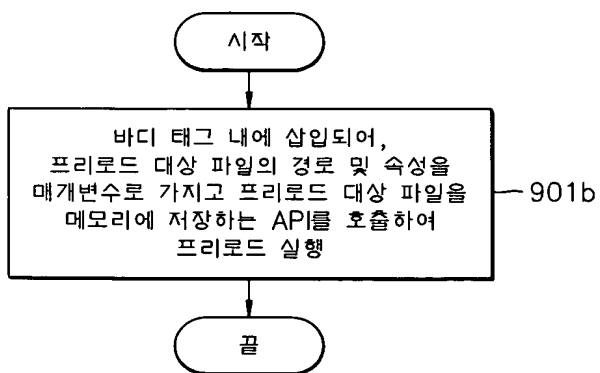 시작
바디 태그 내에 삽입되어,
프리로드 대상 파일의 경로 및 속성을
매개변수로 가지고 프리로드 대상 파일을
메모리에 저장하는 API를 호출하여
프리로드 실행
901b
끝